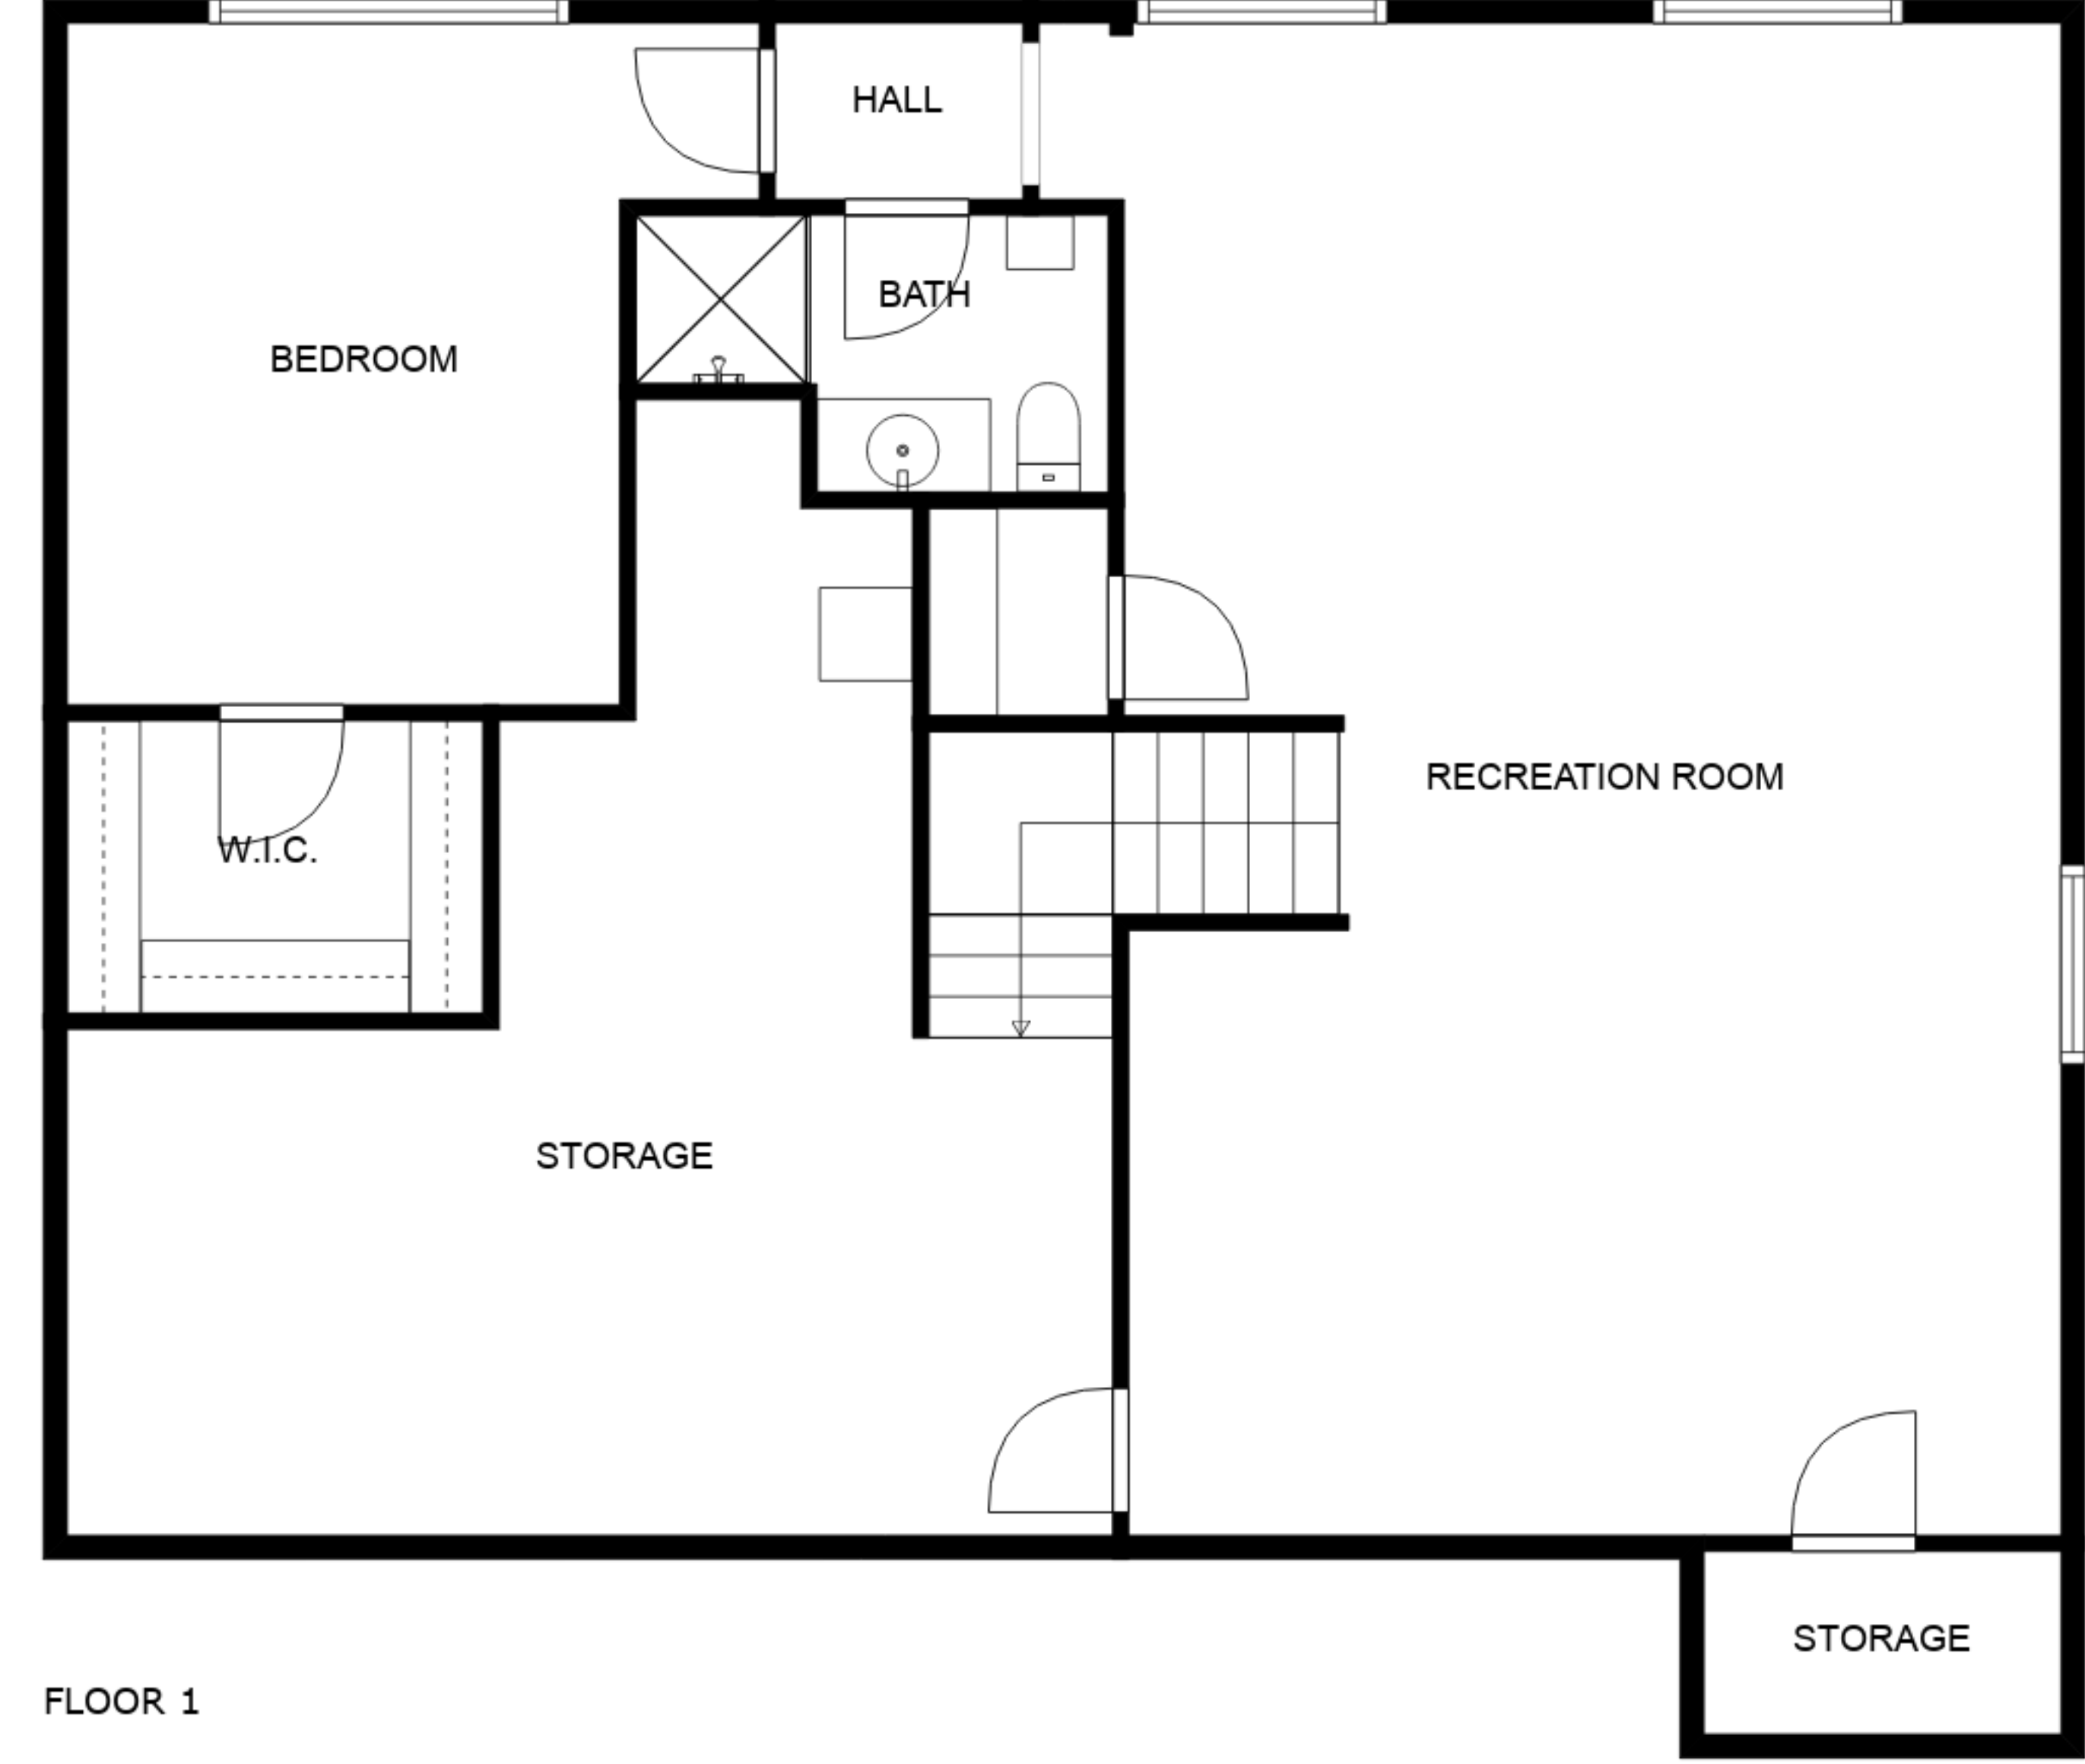 HALL
BATH
BEDROOM
RECREATION ROOM
W.I.C.
STORAGE
STORAGE
FLOOR 1